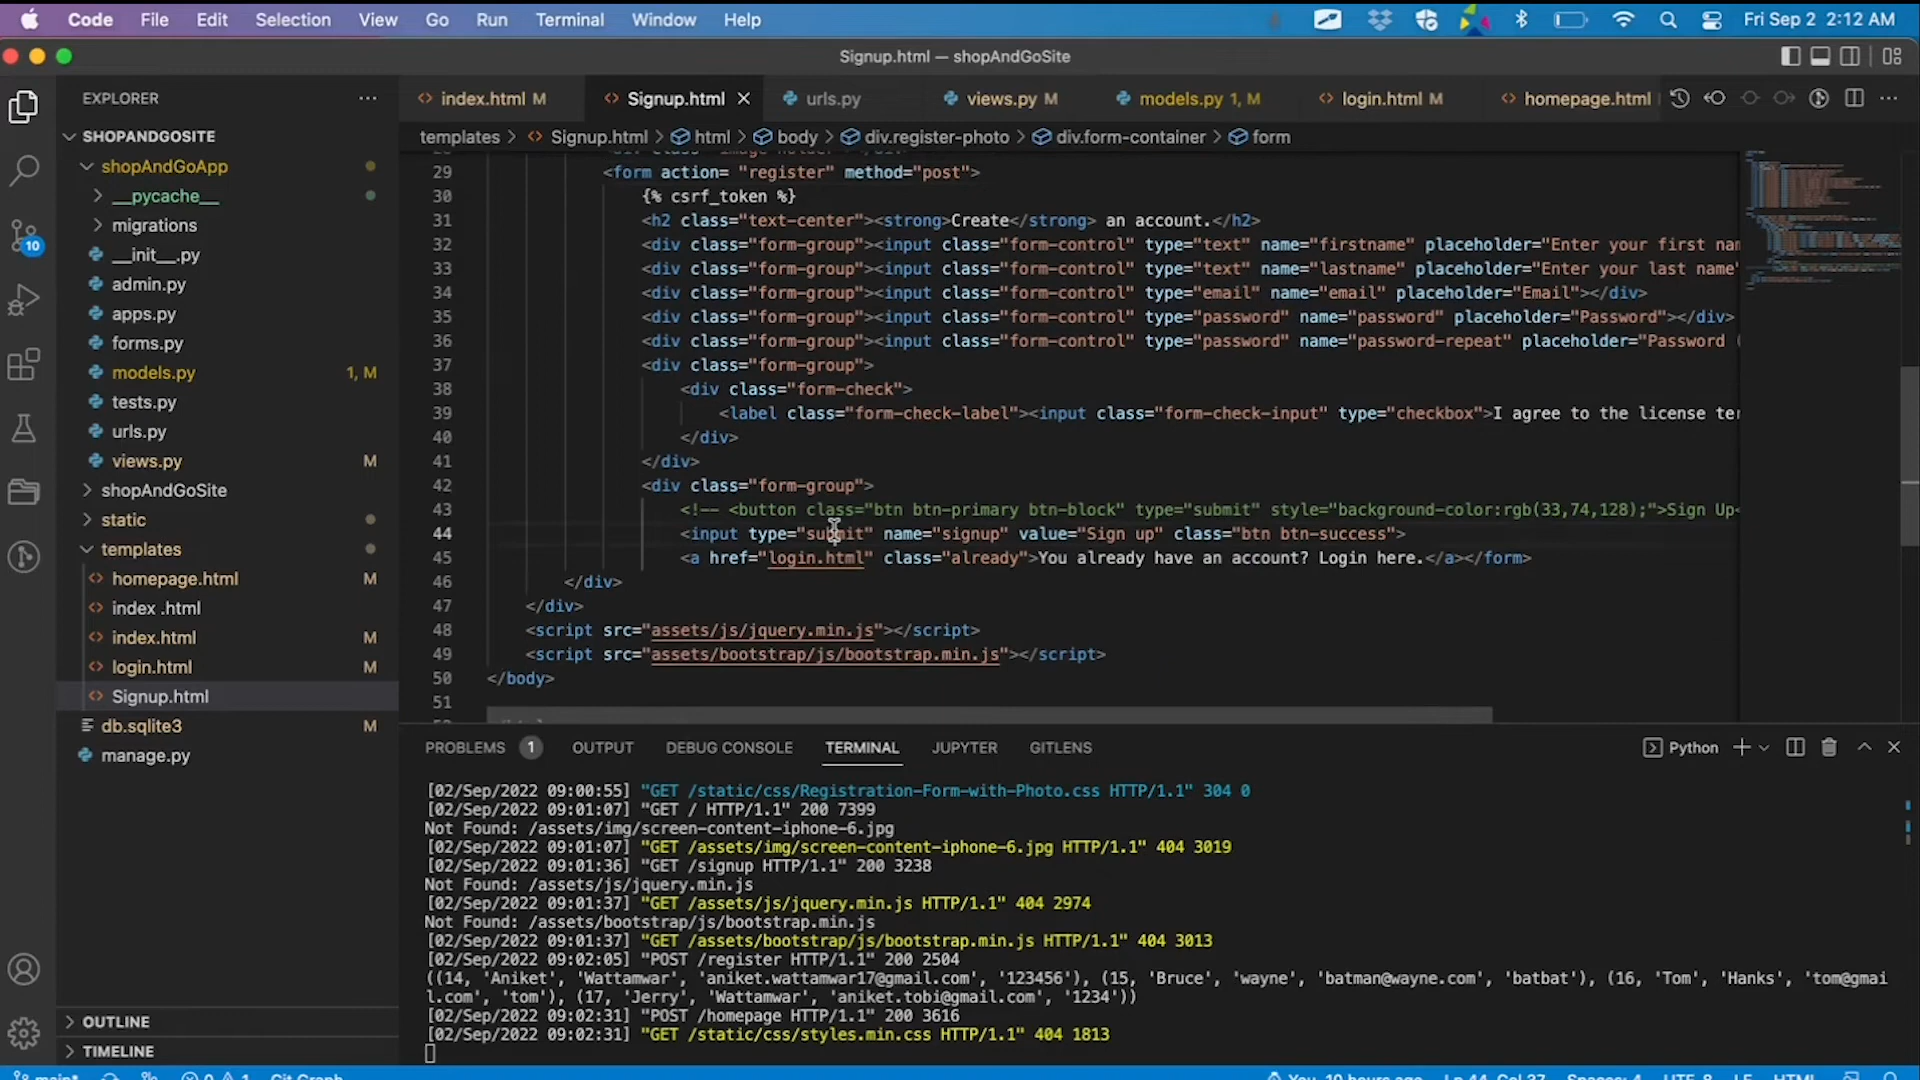 Code File Edit Selection View Go Run Terminal Window Help Fri Sep 2 2:12 AM
Signup.html — shopAndGoSite
EXPLORER
index.html M Signup.html urls.py views.py M models.py 1, M login.html M homepage.html
SHOPANDGOSITE
templates > Signup.html > html > body > div.register-photo > div.form-container > form
shopAndGoApp
__pycache__
migrations
__init__.py
admin.py
apps.py
forms.py
models.py 1, M
tests.py
urls.py
views.py M
shopAndGoSite
static
templates
homepage.html M
index .html
index.html M
login.html M
Signup.html
db.sqlite3 M
manage.py
OUTLINE
TIMELINE
10
29 <form action= "register" method="post">
30 {% csrf_token %}
31 <h2 class="text-center"><strong>Create</strong> an account.</h2>
32 <div class="form-group"><input class="form-control" type="text" name="firstname" placeholder="Enter your first nam
33 <div class="form-group"><input class="form-control" type="text" name="lastname" placeholder="Enter your last name"
34 <div class="form-group"><input class="form-control" type="email" name="email" placeholder="Email"></div>
35 <div class="form-group"><input class="form-control" type="password" name="password" placeholder="Password"></div>
36 <div class="form-group"><input class="form-control" type="password" name="password-repeat" placeholder="Password (
37 <div class="form-group">
38 <div class="form-check">
39 <label class="form-check-label"><input class="form-check-input" type="checkbox">I agree to the license ter
40 </div>
41 </div>
42 <div class="form-group">
43 <!-- <button class="btn btn-primary btn-block" type="submit" style="background-color:rgb(33,74,128);">Sign Up<
44 <input type="submit" name="signup" value="Sign up" class="btn btn-success">
45 <a href="login.html" class="already">You already have an account? Login here.</a></form>
46 </div>
47 </div>
48 <script src="assets/js/jquery.min.js"></script>
49 <script src="assets/bootstrap/js/bootstrap.min.js"></script>
50 </body>
51
PROBLEMS 1 OUTPUT DEBUG CONSOLE TERMINAL JUPYTER GITLENS Python
[02/Sep/2022 09:00:55] "GET /static/css/Registration-Form-with-Photo.css HTTP/1.1" 304 0
[02/Sep/2022 09:01:07] "GET / HTTP/1.1" 200 7399
Not Found: /assets/img/screen-content-iphone-6.jpg
[02/Sep/2022 09:01:07] "GET /assets/img/screen-content-iphone-6.jpg HTTP/1.1" 404 3019
[02/Sep/2022 09:01:36] "GET /signup HTTP/1.1" 200 3238
Not Found: /assets/js/jquery.min.js
[02/Sep/2022 09:01:37] "GET /assets/js/jquery.min.js HTTP/1.1" 404 2974
Not Found: /assets/bootstrap/js/bootstrap.min.js
[02/Sep/2022 09:01:37] "GET /assets/bootstrap/js/bootstrap.min.js HTTP/1.1" 404 3013
[02/Sep/2022 09:02:05] "POST /register HTTP/1.1" 200 2504
((14, 'Aniket', 'Wattamwar', 'aniket.wattamwar17@gmail.com', '123456'), (15, 'Bruce', 'wayne', 'batman@wayne.com', 'batbat'), (16, 'Tom', 'Hanks', 'tom@gmai
l.com', 'tom'), (17, 'Jerry', 'Wattamwar', 'aniket.tobi@gmail.com', '1234'))
[02/Sep/2022 09:02:31] "POST /homepage HTTP/1.1" 200 3616
[02/Sep/2022 09:02:31] "GET /static/css/styles.min.css HTTP/1.1" 404 1813
main* 0 1 Git Graph You, 10 hours ago Ln 44, Col 37 Spaces: 4 UTF-8 LF HTML